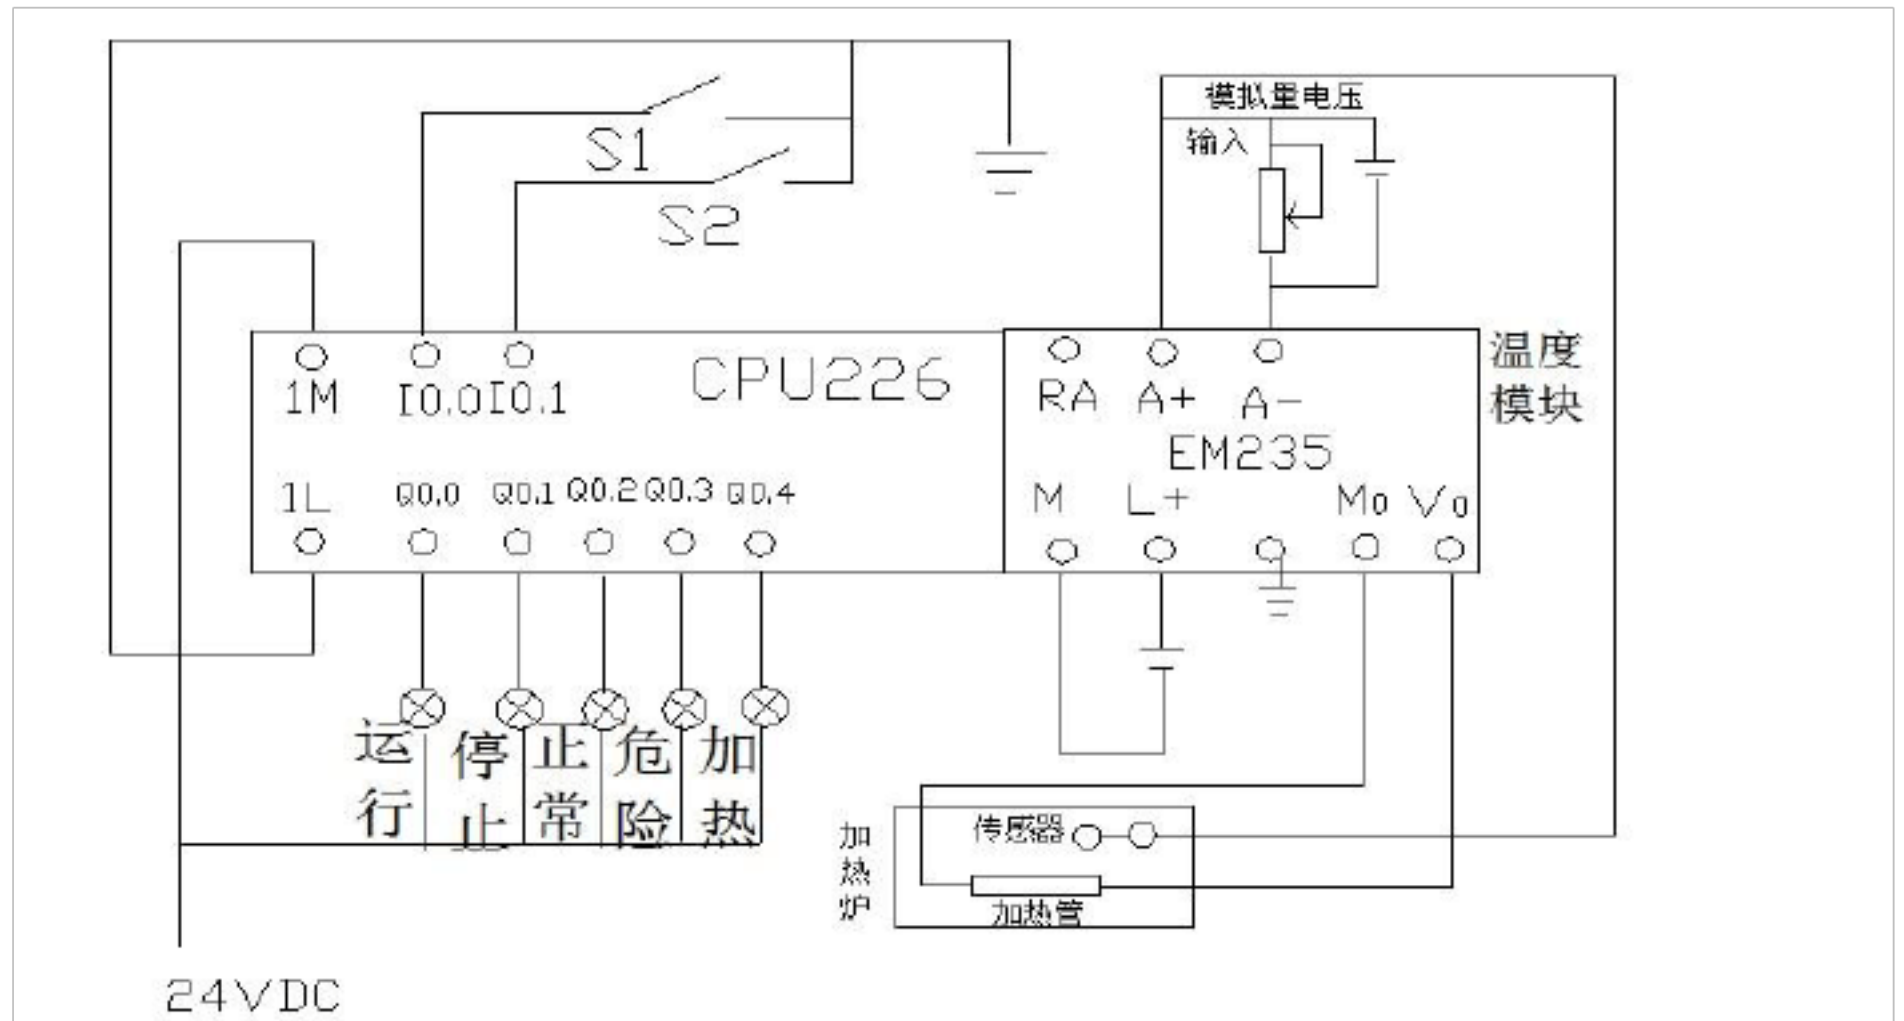 模拟量电压
输入
S1
S2
1M
I0.0
I0.1
CPU226
RA
A+
A-
温度
模块
EM235
1L
Q0.0
Q0.1
Q0.2
Q0.3
Q0.4
M
L+
M0
V0
运行
停止
正常
危险
加热
加热炉
传感器
加热管
24VDC